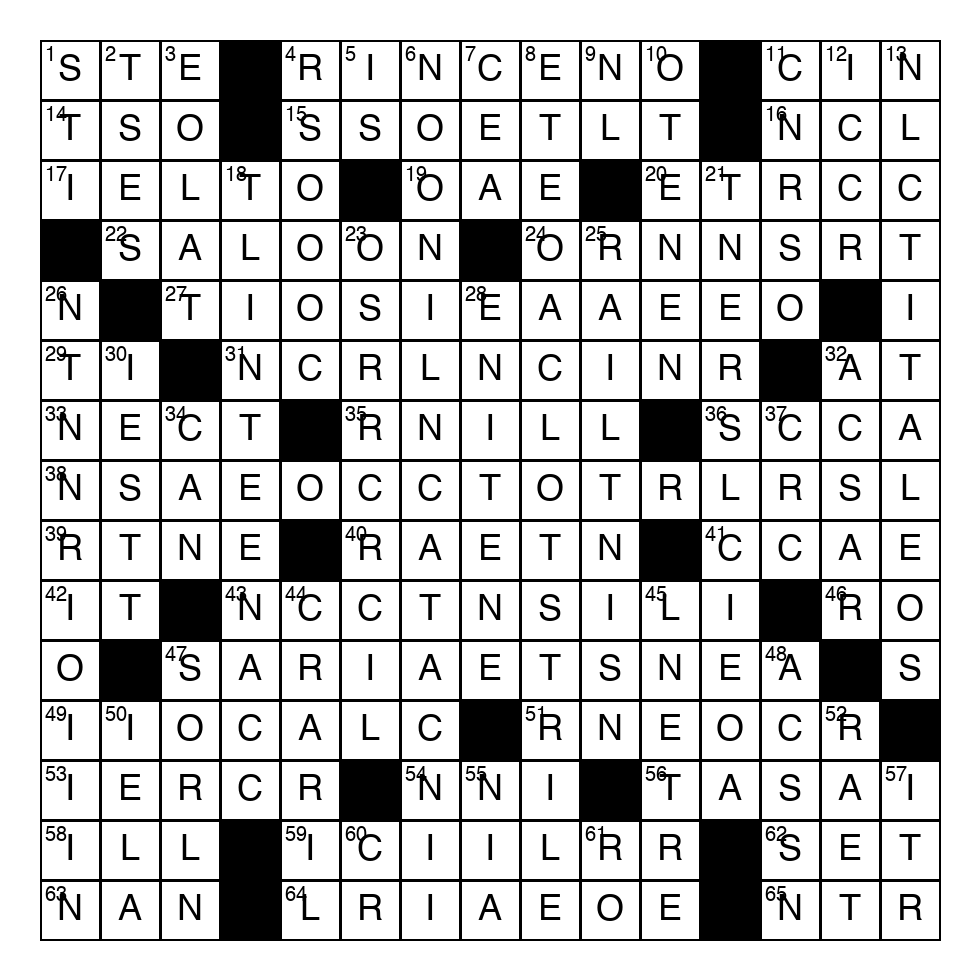 1S 2T 3E 4R 5I 6N 7C 8E 9N 10O 11C 12I 13N
14T S O 15S S O E T L T 16N C L
17I E L 18T O 19O A E 20E 21T R C C
22S A L O 23O N 24O 25R N N S R T
26N 27T I O S I 28E A A E E O I
29T 30I 31N C R L N C I N R 32A T
33N E 34C T 35R N I L L 36S 37C C A
38N S A E O C C T O T R L R S L
39R T N E 40R A E T N 41C C A E
42I T 43N 44C C T N S I 45L I 46R O
O 47S A R I A E T S N E 48A S
49I 50I O C A L C 51R N E O C 52R
53I E R C R 54N 55N I 56T A S A 57I
58I L L 59I 60C I I L 61R R 62S E T
63N A N 64L R I A E O E 65N T R